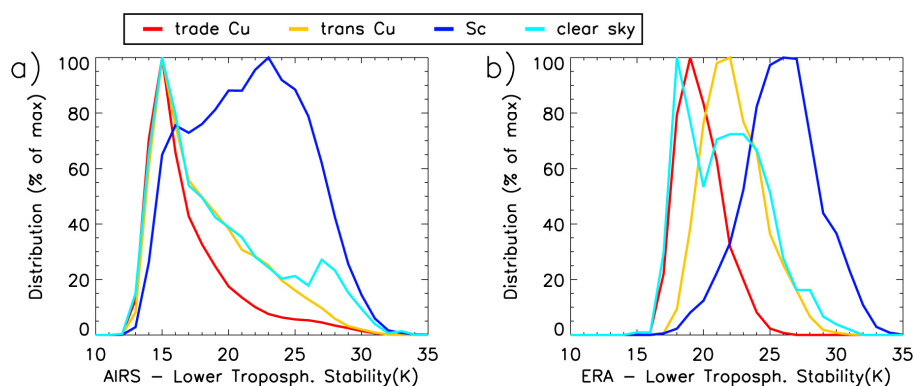 trade Cu trans Cu Sc clear sky
a)
100
80
60
40
20
0
Distribution (% of max)
10 15 20 25 30 35
AIRS - Lower Troposph. Stability(K)
b)
100
80
60
40
20
0
Distribution (% of max)
10 15 20 25 30 35
ERA - Lower Troposph. Stability(K)